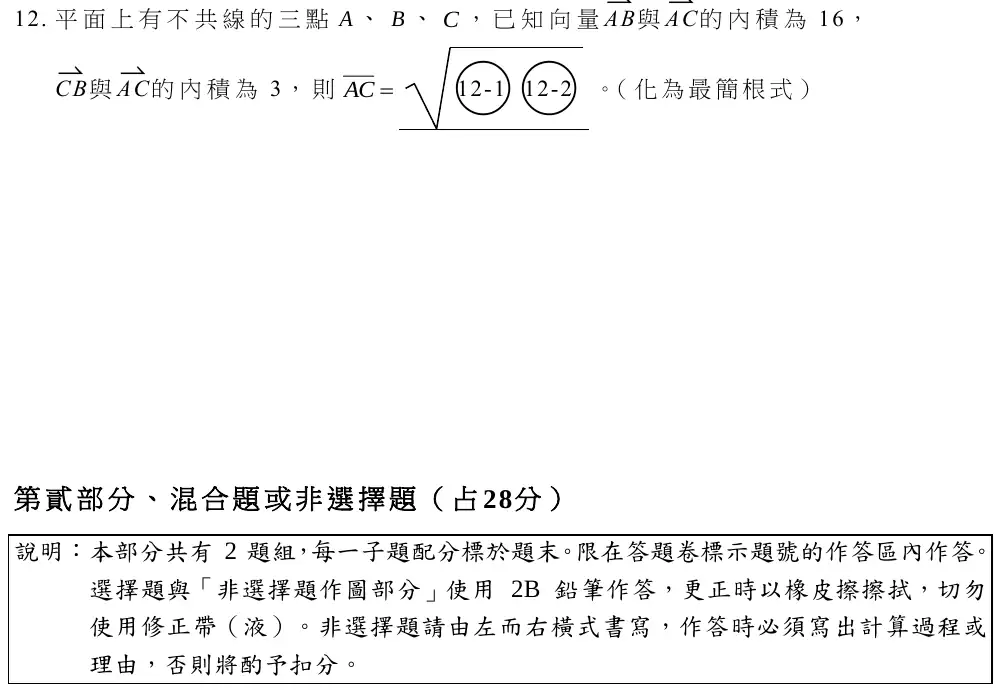 12. 平面上有不共線的三點 A、 B、 C，已知向量AB與AC的內積為 16，
CB與AC的內積為 3，則 AC = √(12-1)(12-2) 。（化為最簡根式）
第貳部分、混合題或非選擇題（占28分）
說明：本部分共有 2 題組，每一子題配分標於題末。限在答題卷標示題號的作答區內作答。
選擇題與「非選擇題作圖部分」使用 2B 鉛筆作答，更正時以橡皮擦擦拭，切勿
使用修正帶（液）。非選擇題請由左而右橫式書寫，作答時必須寫出計算過程或
理由，否則將酌予扣分。